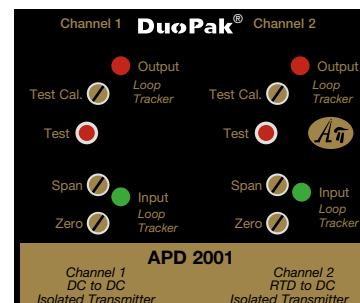 Channel 1 DuoPak® Channel 2
Output Output
Test Cal. Loop Tracker Test Cal. Loop Tracker
Test Test Aπ
Span Span
Input Input
Zero Loop Tracker Zero Loop Tracker
APD 2001
Channel 1 Channel 2
DC to DC RTD to DC
Isolated Transmitter Isolated Transmitter